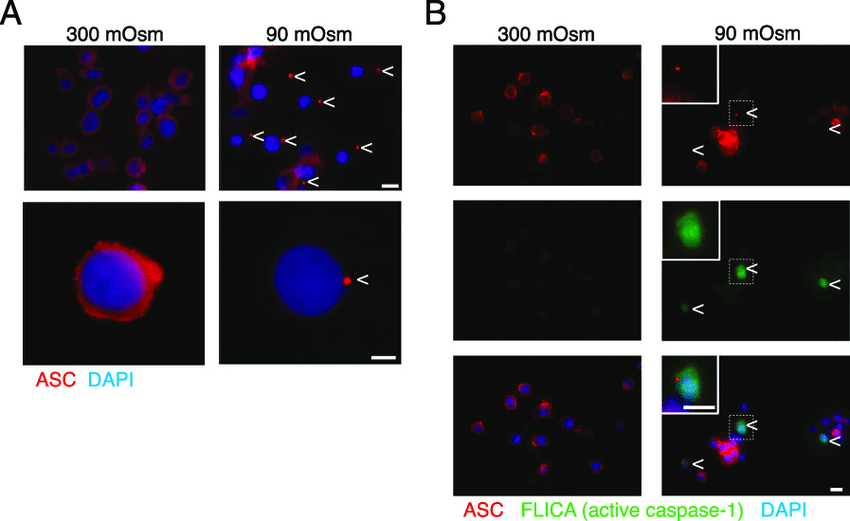 A
300 mOsm 90 mOsm
ASC DAPI
B
300 mOsm 90 mOsm
ASC FLICA (active caspase-1) DAPI